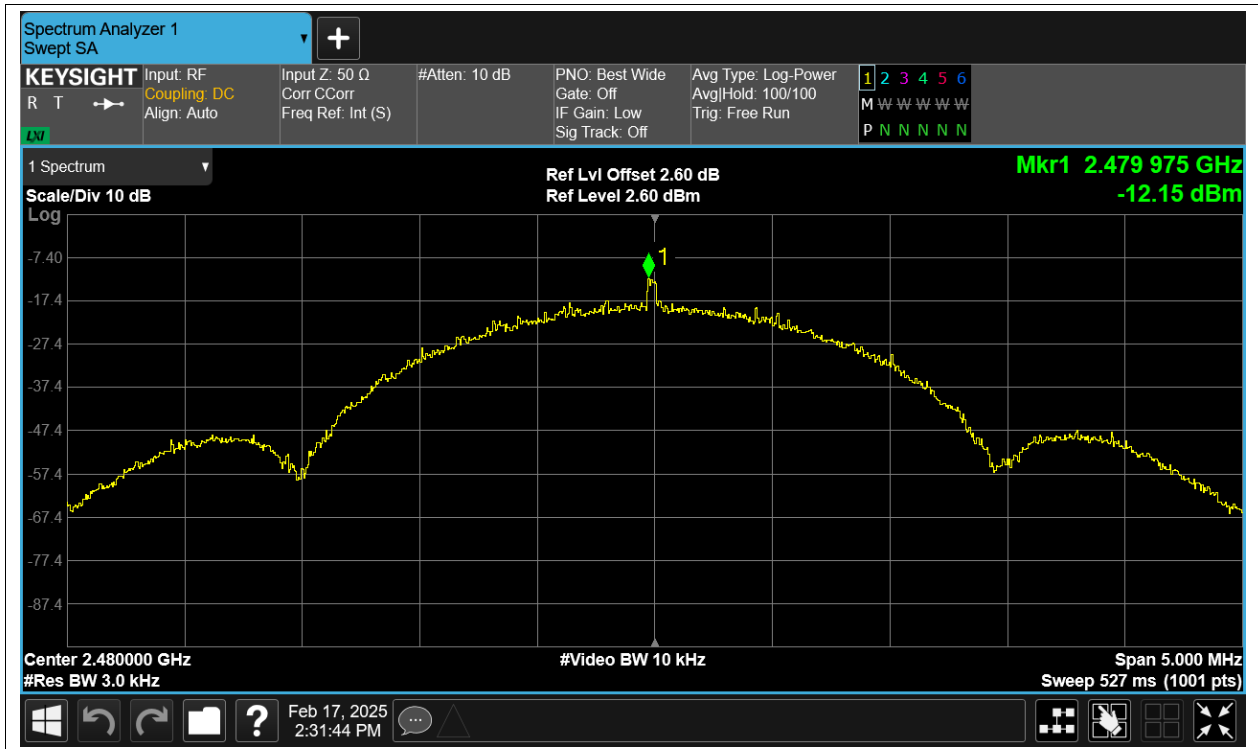 Spectrum Analyzer 1
Swept SA
+
KEYSIGHT
R T
LXI
Input: RF
Coupling: DC
Align: Auto
Input Z: 50 Ω
Corr CCorr
Freq Ref: Int (S)
#Atten: 10 dB
PNO: Best Wide
Gate: Off
IF Gain: Low
Sig Track: Off
Avg Type: Log-Power
Avg|Hold: 100/100
Trig: Free Run
1 2 3 4 5 6
M W W W W W
P N N N N N
1 Spectrum
Scale/Div 10 dB
Log
Ref Lvl Offset 2.60 dB
Ref Level 2.60 dBm
Mkr1 2.479 975 GHz
-12.15 dBm
1
-7.40
-17.4
-27.4
-37.4
-47.4
-57.4
-67.4
-77.4
-87.4
Center 2.480000 GHz
#Video BW 10 kHz
Span 5.000 MHz
#Res BW 3.0 kHz
Sweep 527 ms (1001 pts)
?
Feb 17, 2025
2:31:44 PM